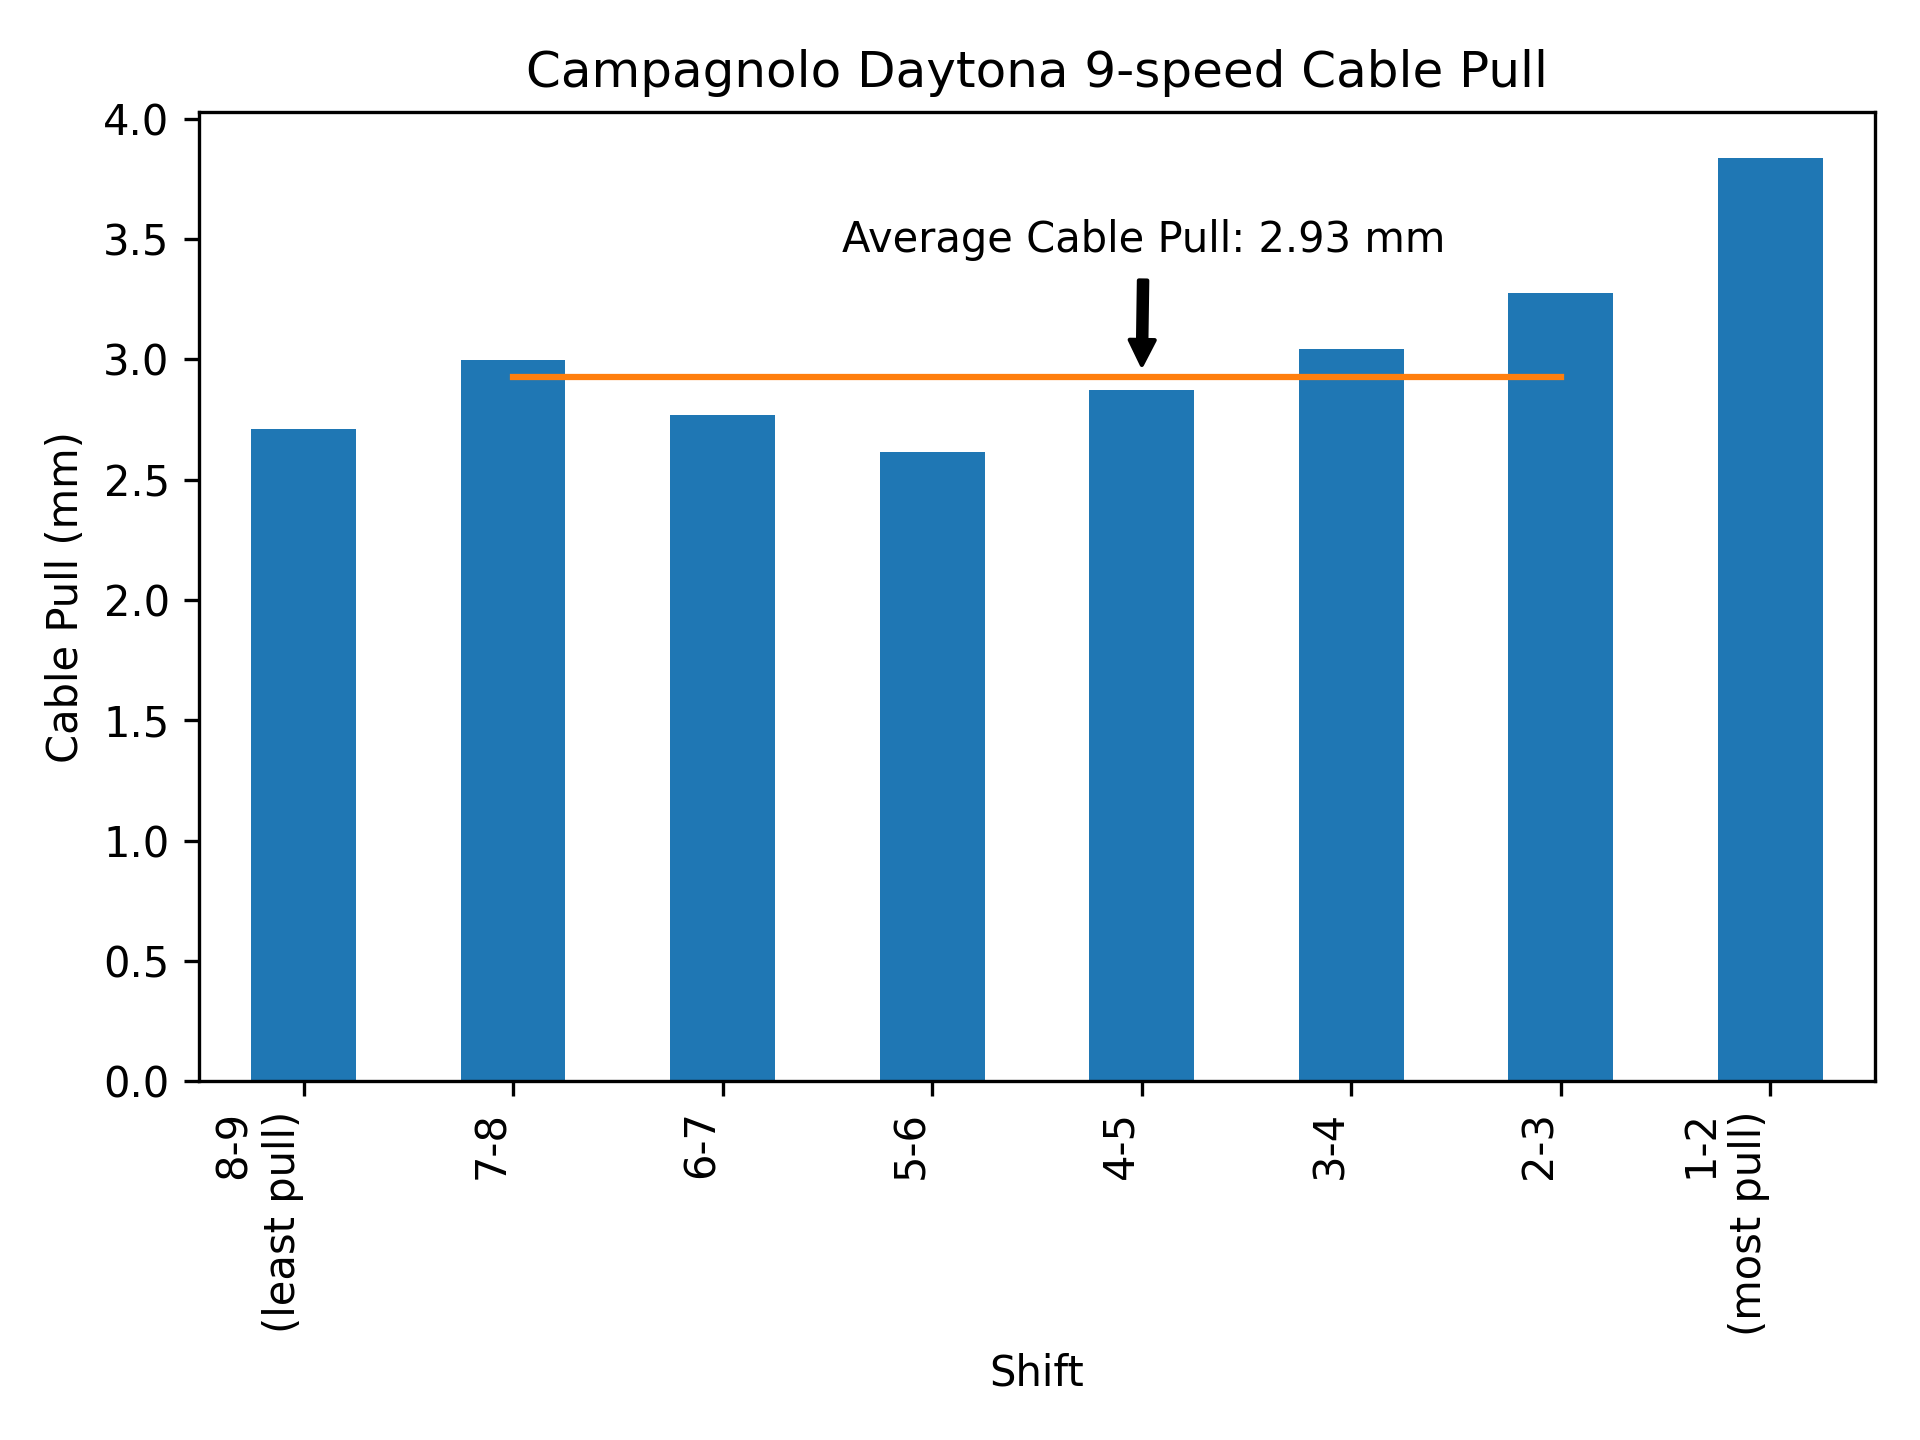 Campagnolo Daytona 9-speed Cable Pull
4.0
3.5
3.0
2.5
2.0
1.5
1.0
0.5
0.0
Cable Pull (mm)
Average Cable Pull: 2.93 mm
8-9
(least pull)
7-8
6-7
5-6
4-5
3-4
2-3
1-2
(most pull)
Shift